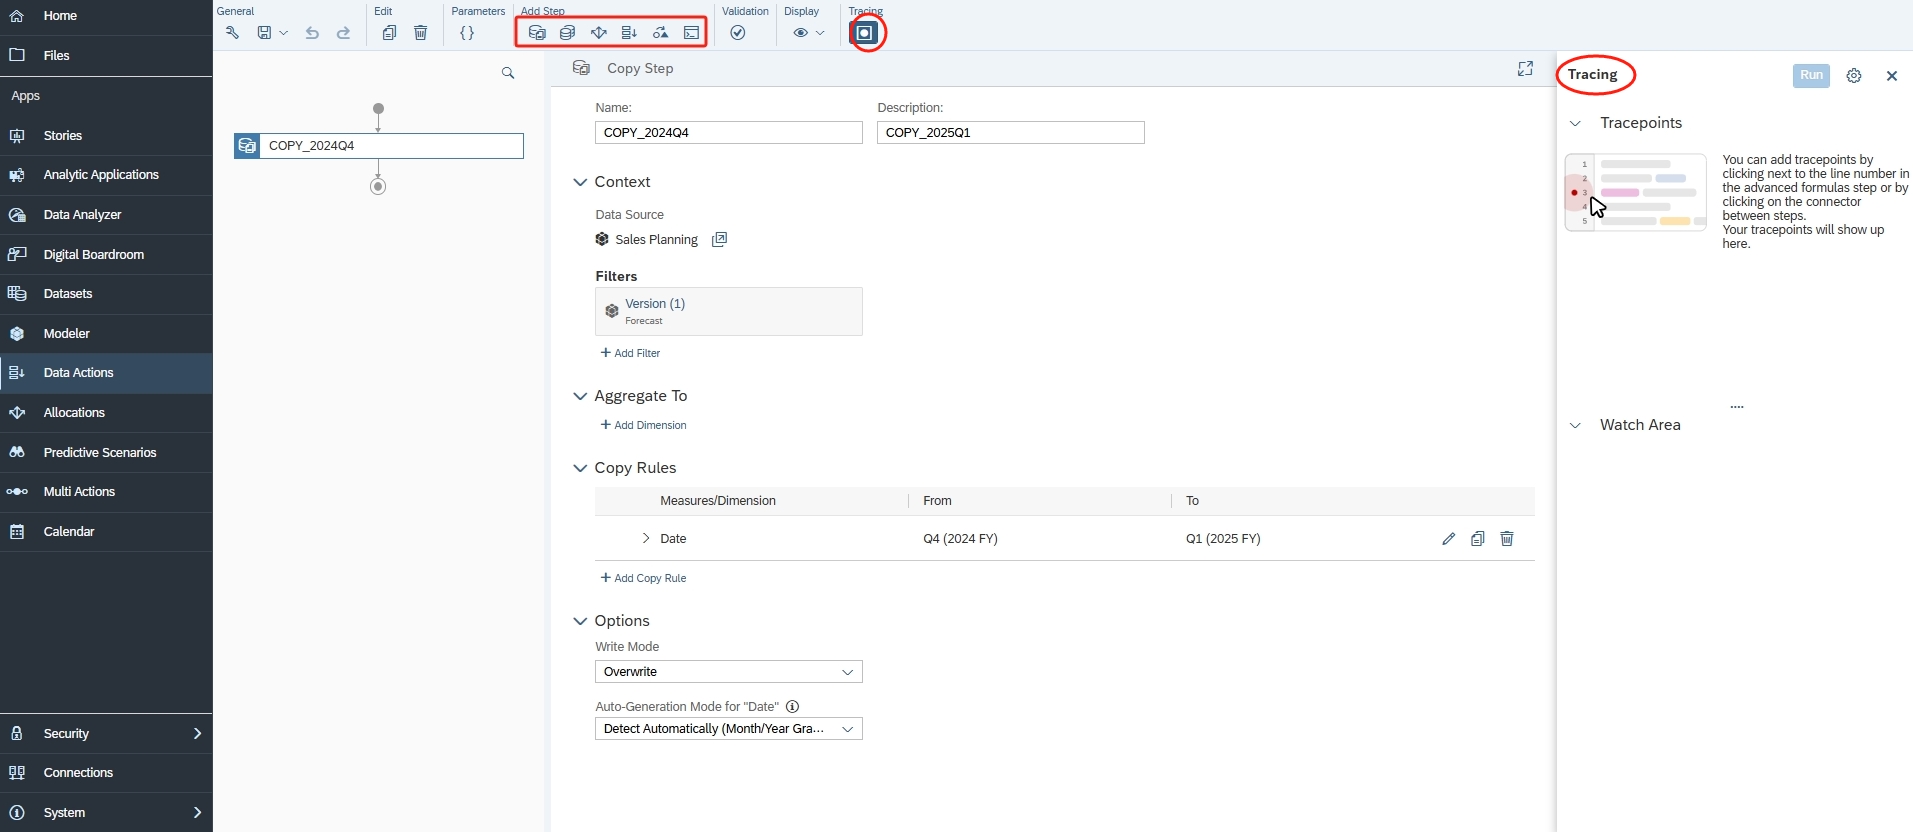 Home
Files
Apps
Stories
Analytic Applications
Data Analyzer
Digital Boardroom
Datasets
Modeler
Data Actions
Allocations
Predictive Scenarios
Multi Actions
Calendar
Security
Connections
System
General
Edit
Parameters
Add Step
Validation
Display
Tracing
COPY_2024Q4
Copy Step
Name:
Description:
COPY_2024Q4
COPY_2025Q1
Context
Data Source
Sales Planning
Filters
Version (1)
Forecast
+ Add Filter
Aggregate To
+ Add Dimension
Copy Rules
Measures/Dimension
From
To
Date
Q4 (2024 FY)
Q1 (2025 FY)
+ Add Copy Rule
Options
Write Mode
Overwrite
Auto-Generation Mode for "Date"
Detect Automatically (Month/Year Gra...
Tracing
Run
Tracepoints
1
2
3
4
5
You can add tracepoints by
clicking next to the line number in
the advanced formulas step or by
clicking on the connector
between steps.
Your tracepoints will show up
here.
Watch Area